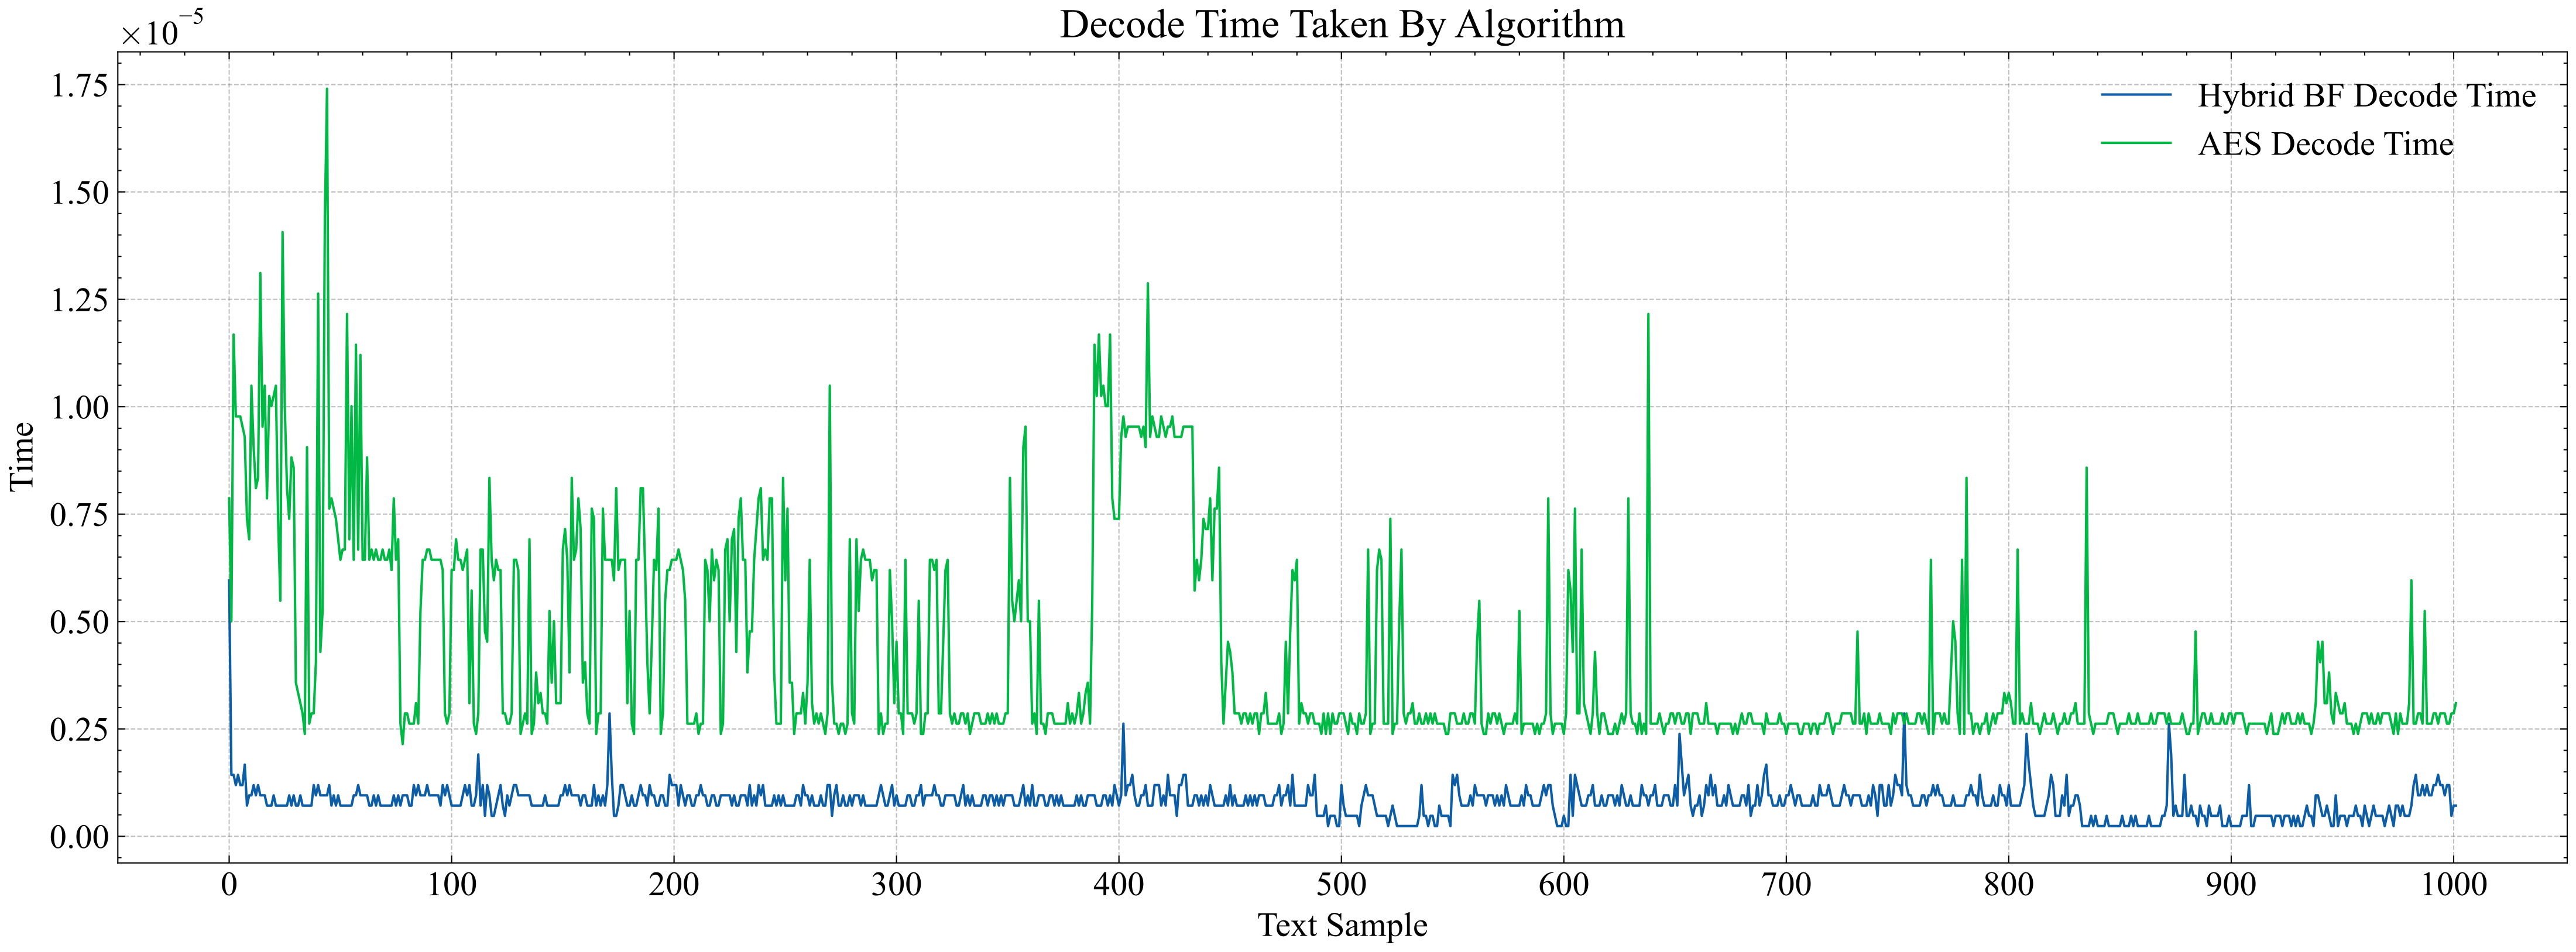 Decode Time Taken By Algorithm
×10⁻⁵
Hybrid BF Decode Time
AES Decode Time
1.75
1.50
1.25
1.00
0.75
0.50
0.25
0.00
Time
0 100 200 300 400 500 600 700 800 900 1000
Text Sample